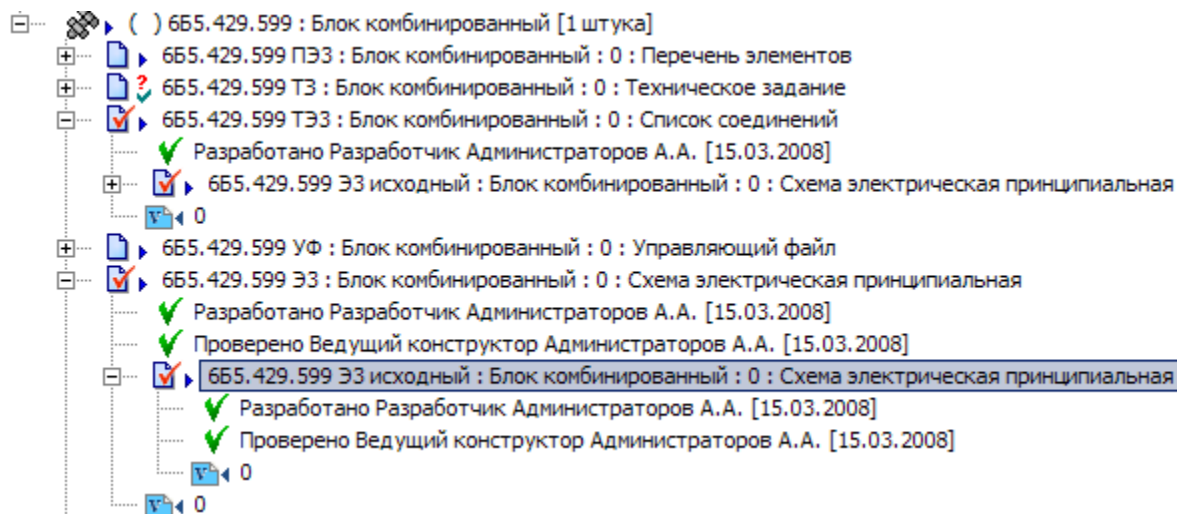 ( ) 6Б5.429.599 : Блок комбинированный [1 штука]
6Б5.429.599 ПЭ3 : Блок комбинированный : 0 : Перечень элементов
6Б5.429.599 ТЗ : Блок комбинированный : 0 : Техническое задание
6Б5.429.599 ТЭ3 : Блок комбинированный : 0 : Список соединений
Разработано Разработчик Администраторов А.А. [15.03.2008]
6Б5.429.599 Э3 исходный : Блок комбинированный : 0 : Схема электрическая принципиальная
0
6Б5.429.599 УФ : Блок комбинированный : 0 : Управляющий файл
6Б5.429.599 Э3 : Блок комбинированный : 0 : Схема электрическая принципиальная
Разработано Разработчик Администраторов А.А. [15.03.2008]
Проверено Ведущий конструктор Администраторов А.А. [15.03.2008]
6Б5.429.599 Э3 исходный : Блок комбинированный : 0 : Схема электрическая принципиальная
Разработано Разработчик Администраторов А.А. [15.03.2008]
Проверено Ведущий конструктор Администраторов А.А. [15.03.2008]
0
0